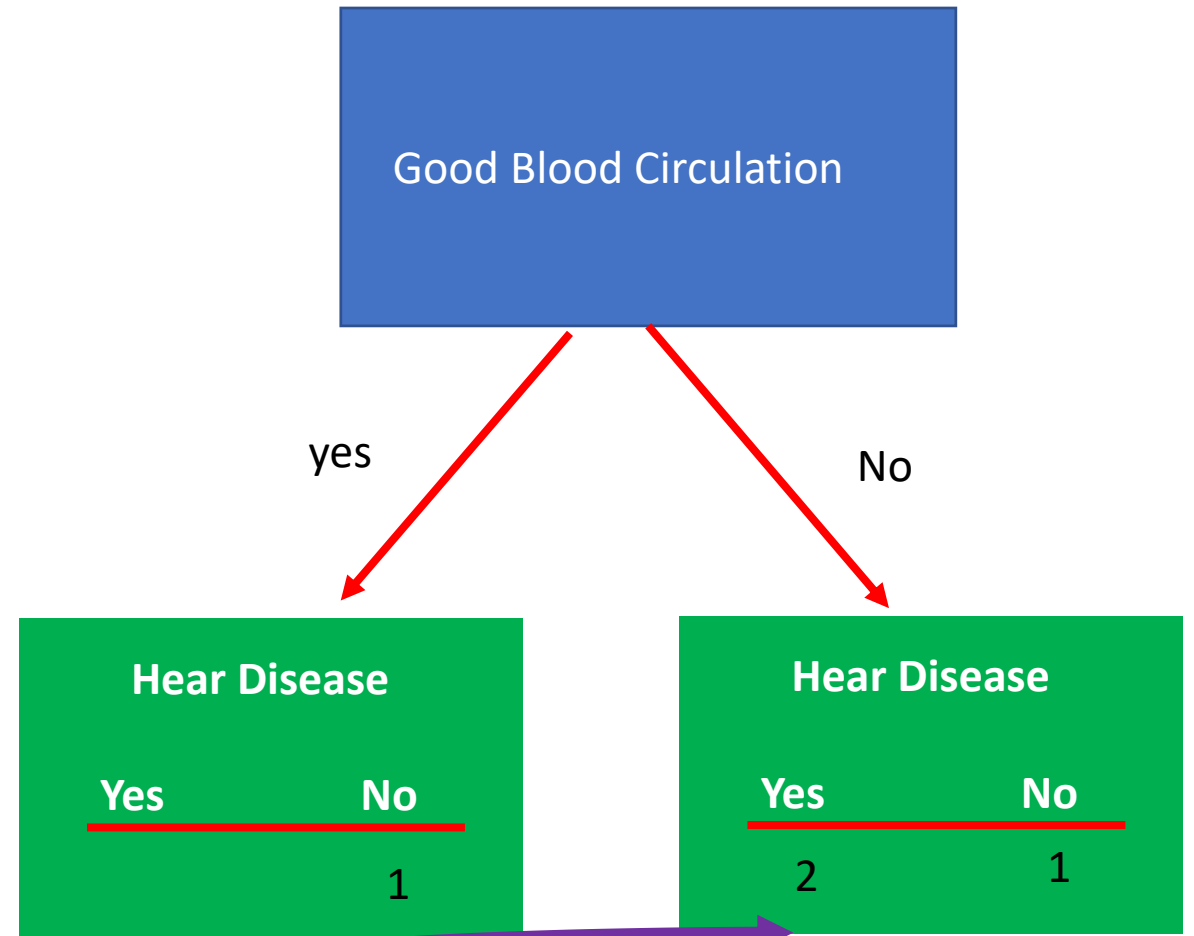 Good Blood Circulation
yes
No
Hear Disease
Yes No
1
Hear Disease
Yes No
2 1